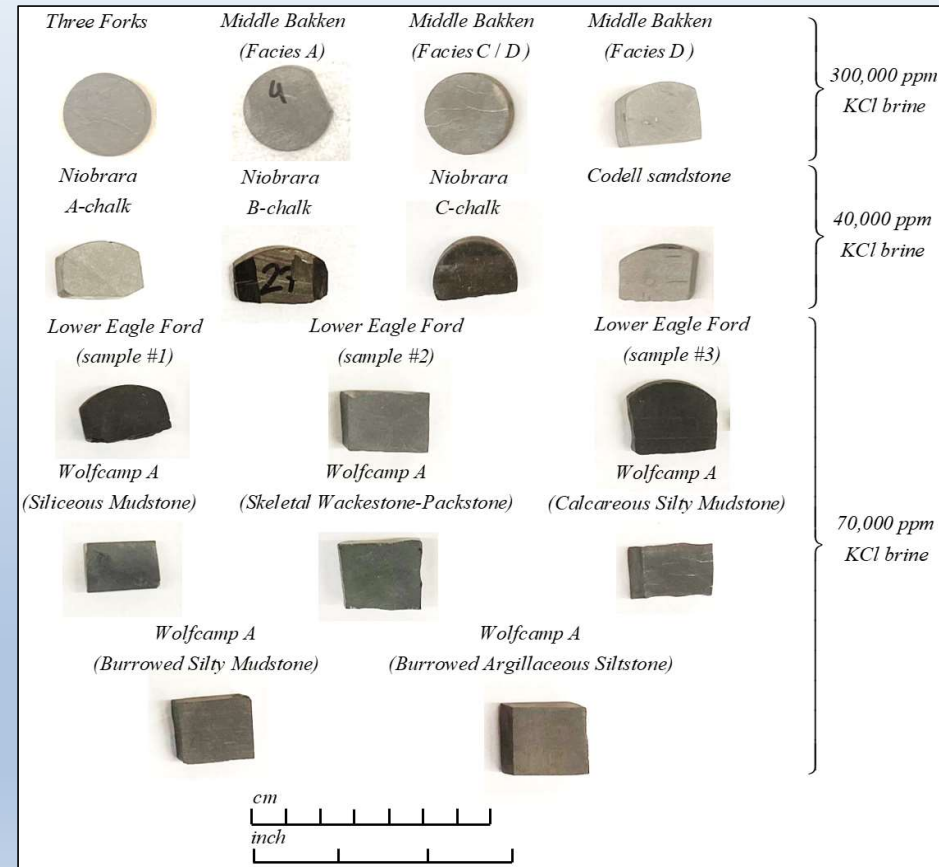 Three Forks
Middle Bakken
(Facies A)
Middle Bakken
(Facies C / D )
Middle Bakken
(Facies D)
300,000 ppm
KCl brine
4
Niobrara
A-chalk
Niobrara
B-chalk
Niobrara
C-chalk
Codell sandstone
40,000 ppm
KCl brine
27
Lower Eagle Ford
(sample #1)
Lower Eagle Ford
(sample #2)
Lower Eagle Ford
(sample #3)
Wolfcamp A
(Siliceous Mudstone)
Wolfcamp A
(Skeletal Wackestone-Packstone)
Wolfcamp A
(Calcareous Silty Mudstone)
70,000 ppm
KCl brine
Wolfcamp A
(Burrowed Silty Mudstone)
Wolfcamp A
(Burrowed Argillaceous Siltstone)
cm
inch